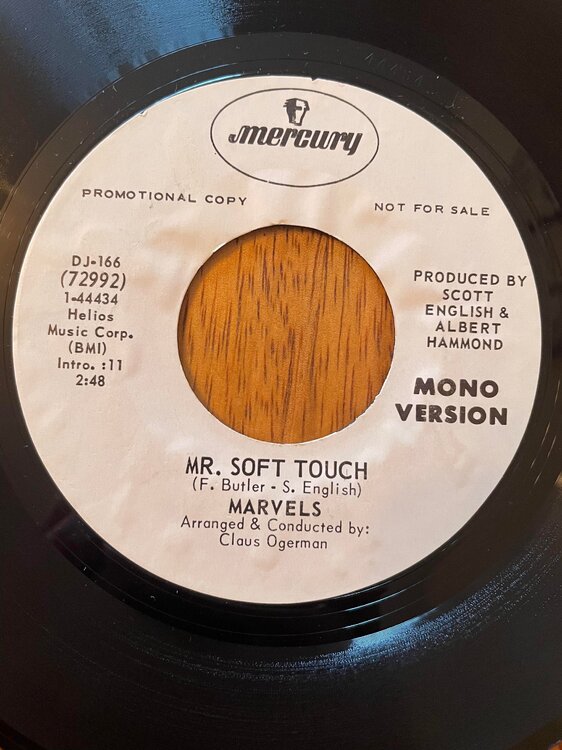 mercury
PROMOTIONAL COPY
NOT FOR SALE
DJ-166
(72992)
1-44434
Helios
Music Corp.
(BMI)
Intro. :11
2:48
PRODUCED BY
SCOTT
ENGLISH &
ALBERT
HAMMOND
MONO
VERSION
MR. SOFT TOUCH
(F. Butler - S. English)
MARVELS
Arranged & Conducted by:
Claus Ogerman